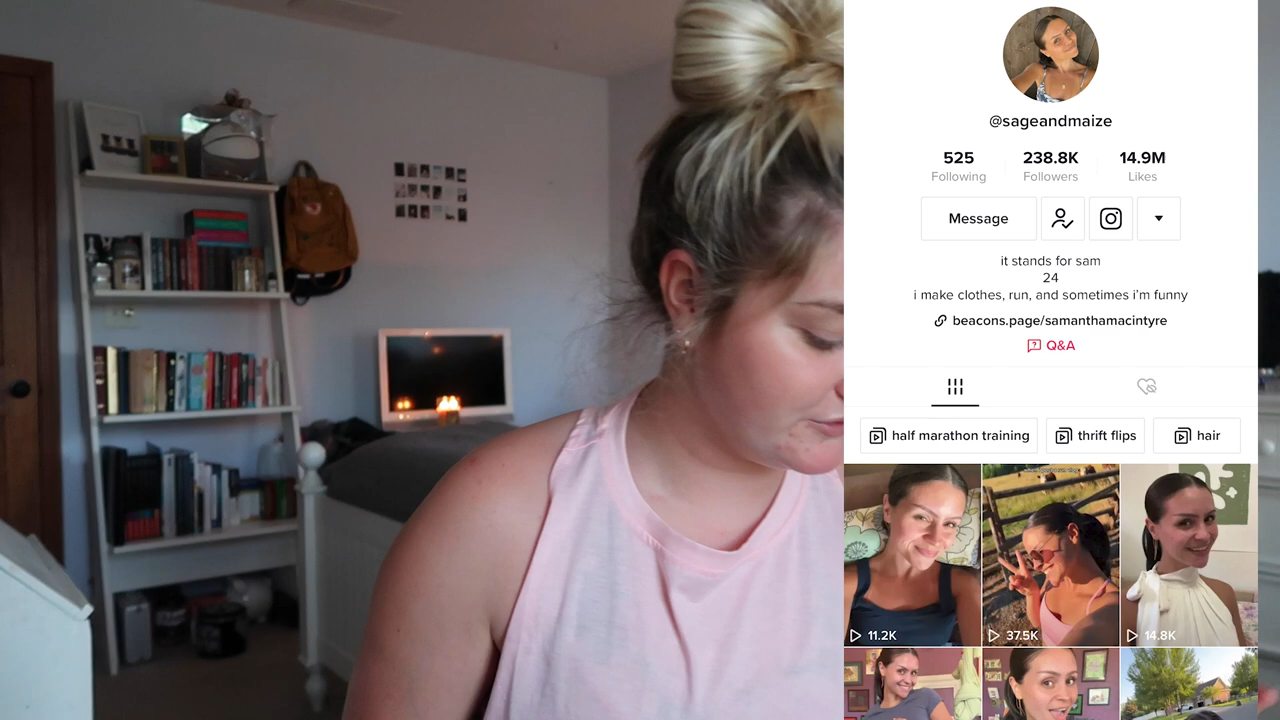 @sageandmaize
525 238.8K 14.9M
Following Followers Likes
Message
it stands for sam
24
i make clothes, run, and sometimes i'm funny
beacons.page/samanthamacintyre
Q&A
half marathon training thrift flips hair
11.2K 37.5K 14.8K